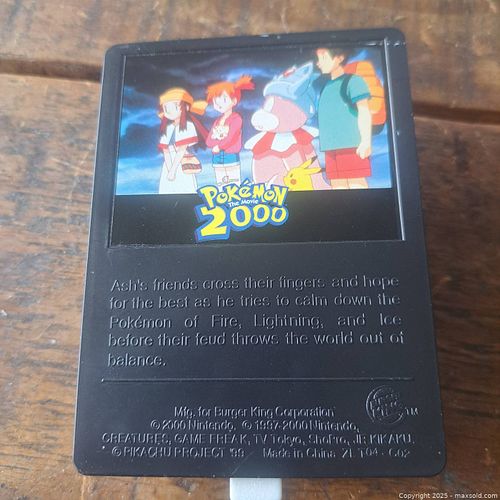 POKéMON
The Movie
2000
Ash's friends cross their fingers and hope
for the best as he tries to calm down the
Pokémon of Fire, Lightning, and Ice
before their feud throws the world out of
balance.
Mfg. for Burger King Corporation
© 2000 Nintendo, © 1997-2000 Nintendo,
CREATURES, GAME FREAK, TV Tokyo, ShoPro, JR KIKAKU.
© PIKACHU PROJECT '99 Made in China
BURGER KING TM
Copyright 2025 - maxsold.com